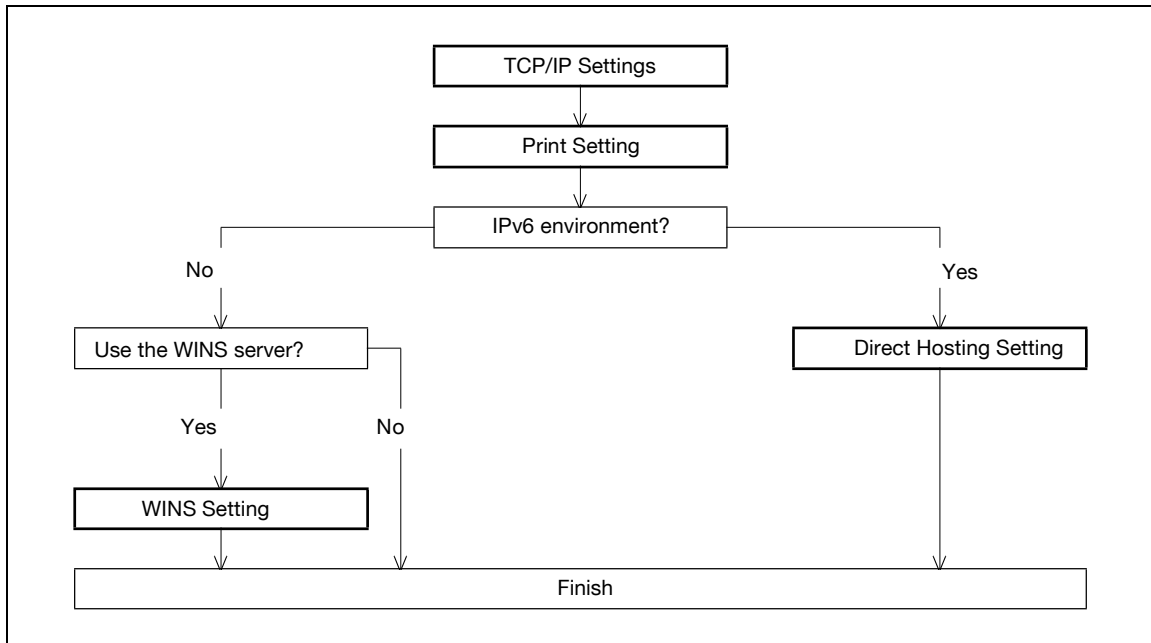 TCP/IP Settings
Print Setting
IPv6 environment?
No
Yes
Use the WINS server?
Direct Hosting Setting
Yes
No
WINS Setting
Finish